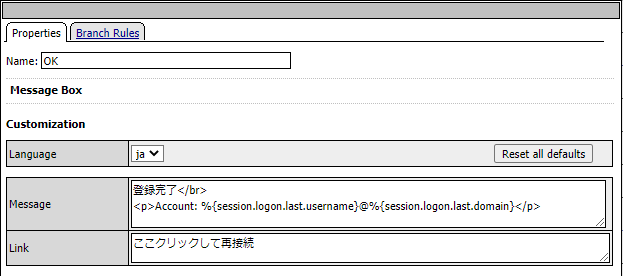 Properties
Branch Rules
Name: OK
Message Box
Customization
Language
ja
Reset all defaults
Message
登録完了</br>
<p>Account: %{session.logon.last.username}@%{session.logon.last.domain}</p>
Link
ここクリックして再接続